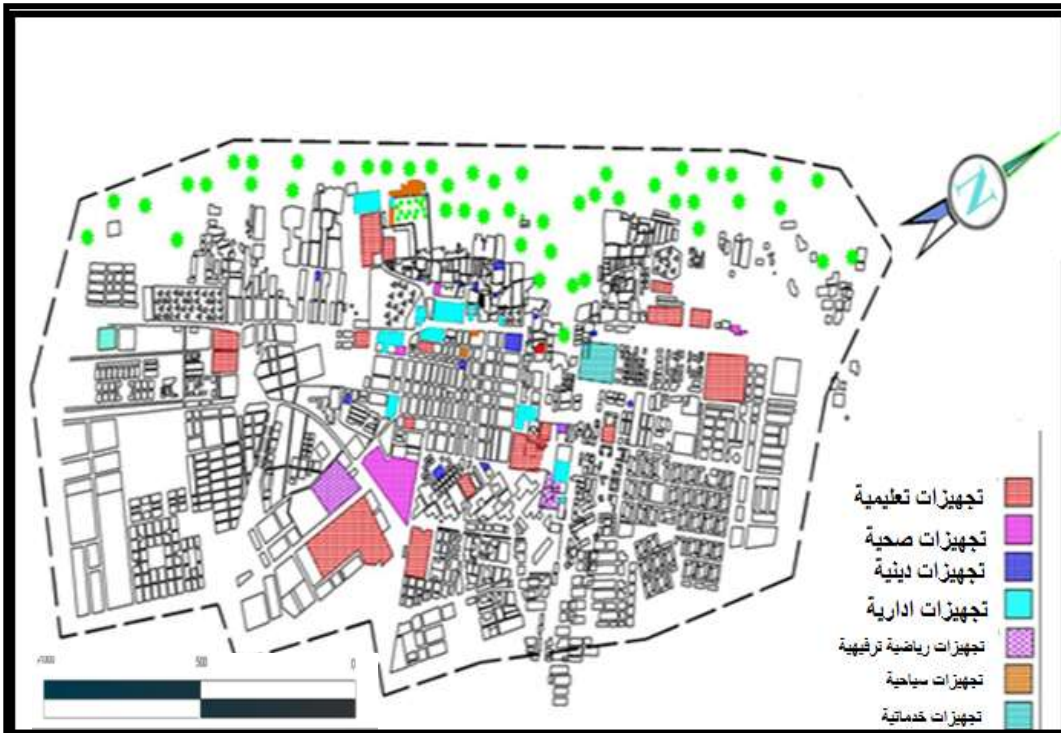 N
تجهيزات تعليمية
تجهيزات صحية
تجهيزات دينية
تجهيزات ادارية
تجهيزات رياضية ترفيهية
تجهيزات سياحية
تجهيزات خدماتية
500 0